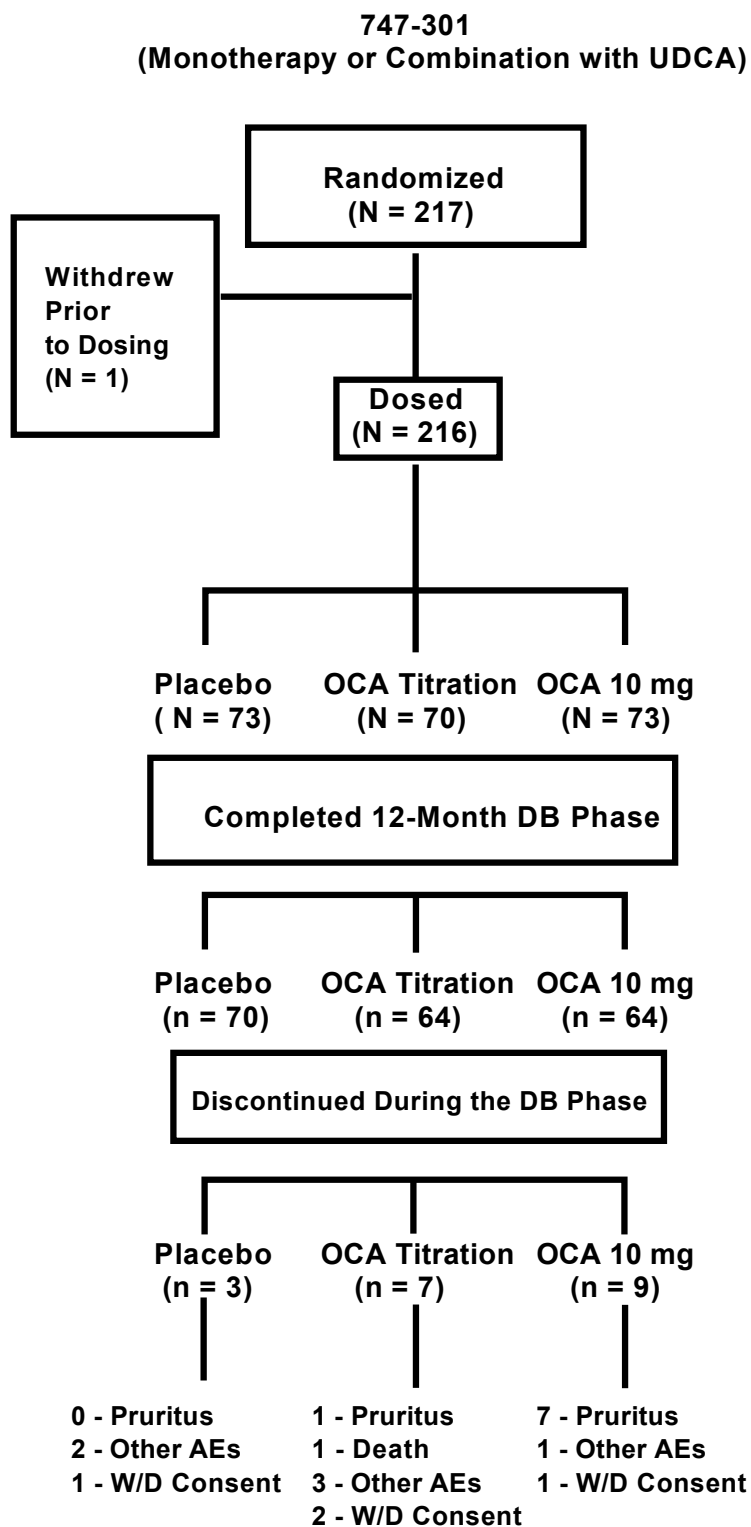 747-301
(Monotherapy or Combination with UDCA)
Randomized
(N = 217)
Withdrew
Prior
to Dosing
(N = 1)
Dosed
(N = 216)
Placebo
( N = 73)
OCA Titration
(N = 70)
OCA 10 mg
(N = 73)
Completed 12-Month DB Phase
Placebo
(n = 70)
OCA Titration
(n = 64)
OCA 10 mg
(n = 64)
Discontinued During the DB Phase
Placebo
(n = 3)
OCA Titration
(n = 7)
OCA 10 mg
(n = 9)
0 - Pruritus
2 - Other AEs
1 - W/D Consent
1 - Pruritus
1 - Death
3 - Other AEs
2 - W/D Consent
7 - Pruritus
1 - Other AEs
1 - W/D Consent